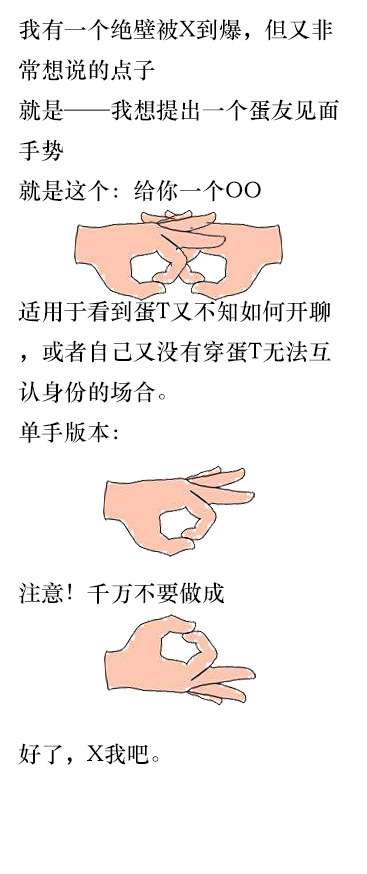 我有一个绝壁被X到爆，但又非
常想说的点子
就是——我想提出一个蛋友见面
手势
就是这个：给你一个OO
适用于看到蛋T又不知如何开聊
，或者自己又没有穿蛋T无法互
认身份的场合。
单手版本：
注意！千万不要做成
好了，X我吧。